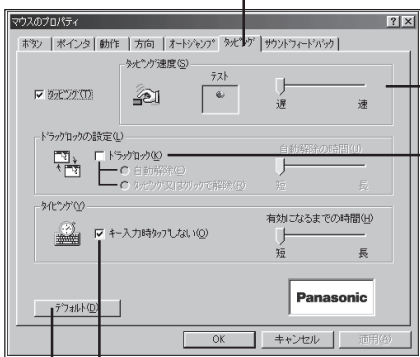 マウスのプロパティ
ボタン ポインタ 動作 方向 オートジャンプ タッピング サウンドフィードバック
タッピング速度(S)
テスト
タッピング(T)
遅 速
ドラッグロックの設定(L)
自動解除の時間(U)
ドラッグロック(K)
自動解除(E)
タッピング又はクリックで解除(R)
短 長
タイピング(Y)
有効になるまでの時間(H)
キー入力時タップしない(O)
短 長
Panasonic
デフォルト(D)
OK キャンセル 適用(A)